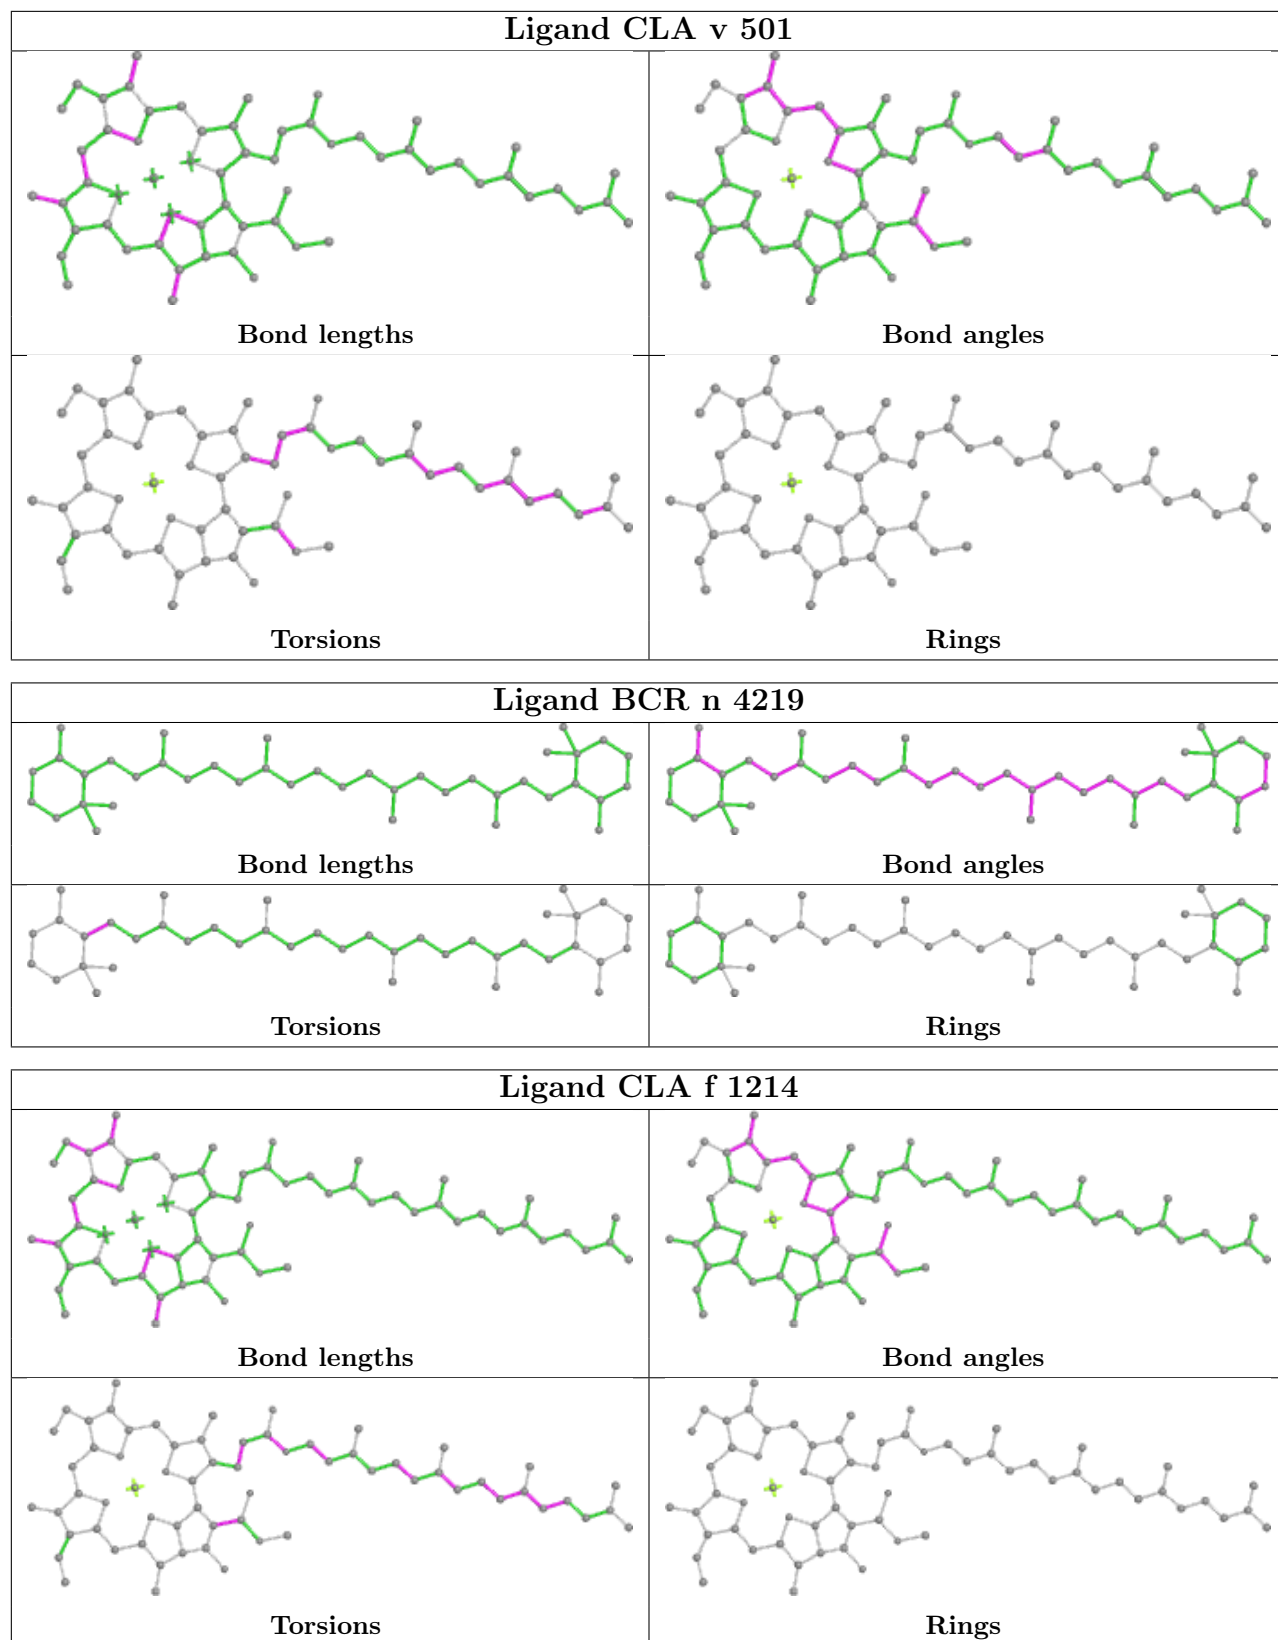 Ligand CLA v 501
Bond lengths
Bond angles
Torsions
Rings
Ligand BCR n 4219
Bond lengths
Bond angles
Torsions
Rings
Ligand CLA f 1214
Bond lengths
Bond angles
Torsions
Rings